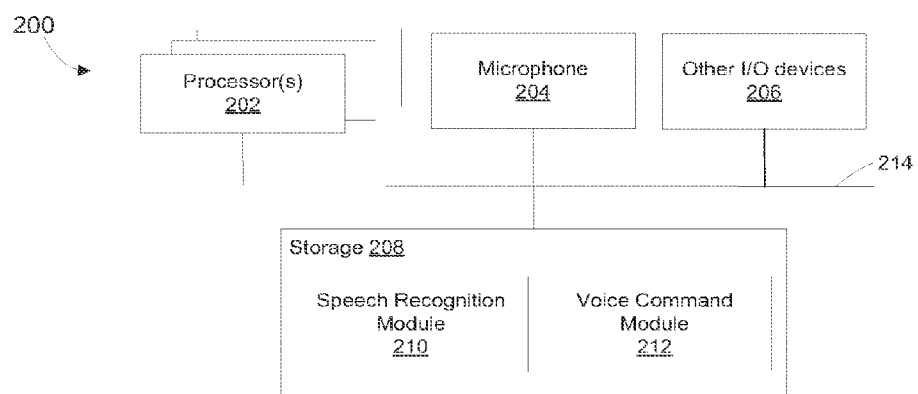 200
Processor(s)
202
Microphone
204
Other I/O devices
206
214
Storage 208
Speech Recognition
Module
210
Voice Command
Module
212